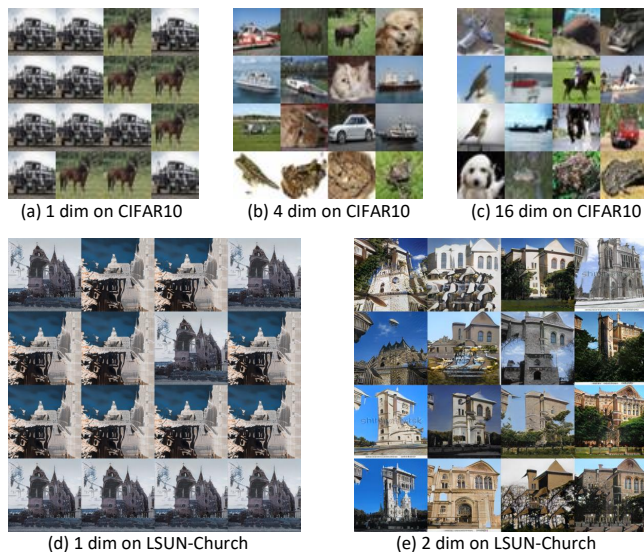 (a) 1 dim on CIFAR10
(b) 4 dim on CIFAR10
(c) 16 dim on CIFAR10
(d) 1 dim on LSUN-Church
(e) 2 dim on LSUN-Church